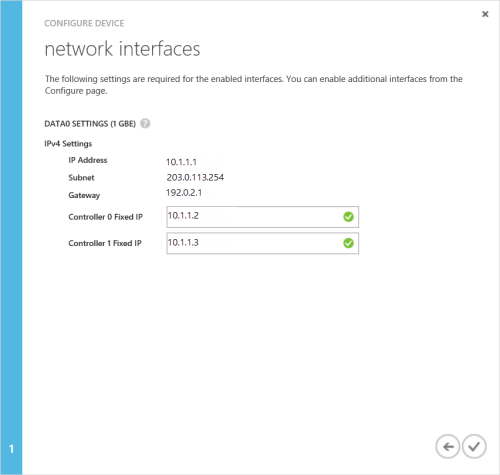 CONFIGURE DEVICE
network interfaces
The following settings are required for the enabled interfaces. You can enable additional interfaces from the
Configure page.
DATA0 SETTINGS (1 GBE) ?
IPv4 Settings
IP Address 10.1.1.1
Subnet 203.0.113.254
Gateway 192.0.2.1
Controller 0 Fixed IP 10.1.1.2
Controller 1 Fixed IP 10.1.1.3
1